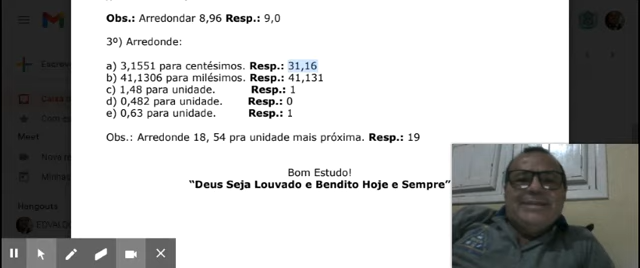 Obs.: Arredondar 8,96 Resp.: 9,0
3º) Arredonde:
a) 3,1551 para centésimos. Resp.: 31,16
b) 41,1306 para milésimos. Resp.: 41,131
c) 1,48 para unidade. Resp.: 1
d) 0,482 para unidade. Resp.: 0
e) 0,63 para unidade. Resp.: 1
Obs.: Arredonde 18, 54 pra unidade mais próxima. Resp.: 19
Bom Estudo!
“Deus Seja Louvado e Bendito Hoje e Sempre”
M
Escrever
Meet
Hangouts